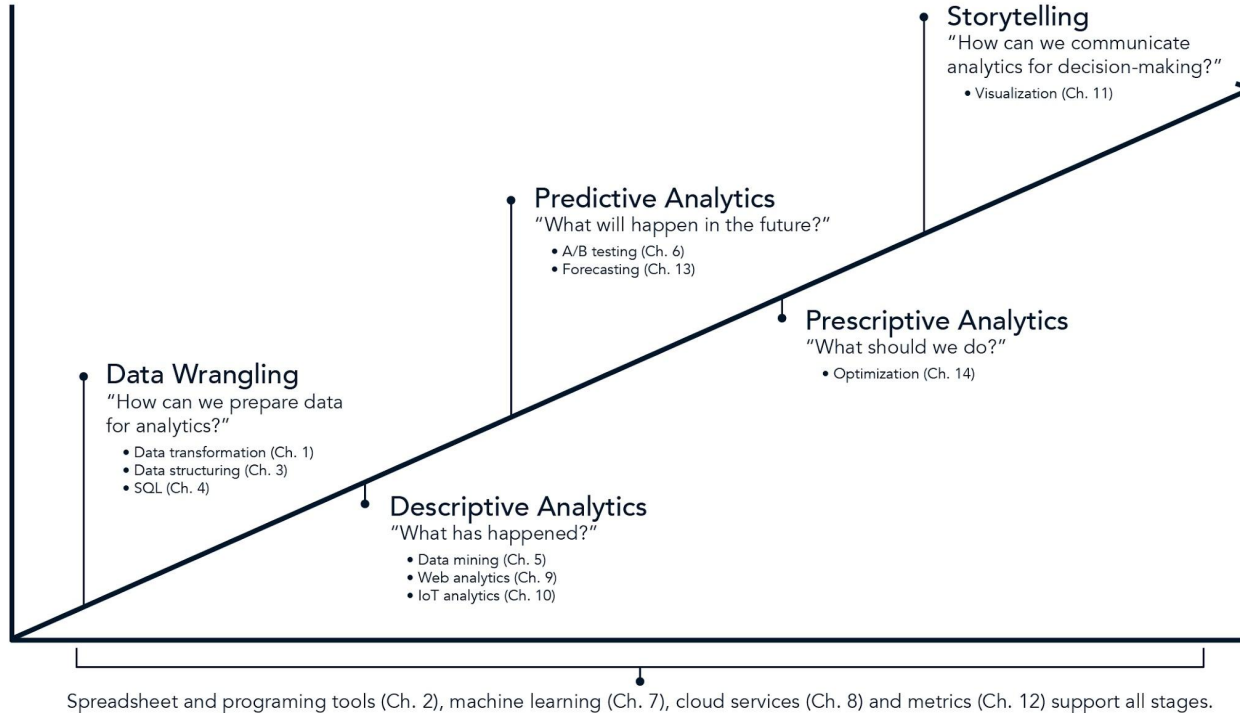 Storytelling
“How can we communicate
analytics for decision-making?”
• Visualization (Ch. 11)
Predictive Analytics
“What will happen in the future?”
• A/B testing (Ch. 6)
• Forecasting (Ch. 13)
Prescriptive Analytics
“What should we do?”
• Optimization (Ch. 14)
Data Wrangling
“How can we prepare data
for analytics?”
• Data transformation (Ch. 1)
• Data structuring (Ch. 3)
• SQL (Ch. 4)
Descriptive Analytics
“What has happened?”
• Data mining (Ch. 5)
• Web analytics (Ch. 9)
• IoT analytics (Ch. 10)
Spreadsheet and programing tools (Ch. 2), machine learning (Ch. 7), cloud services (Ch. 8) and metrics (Ch. 12) support all stages.